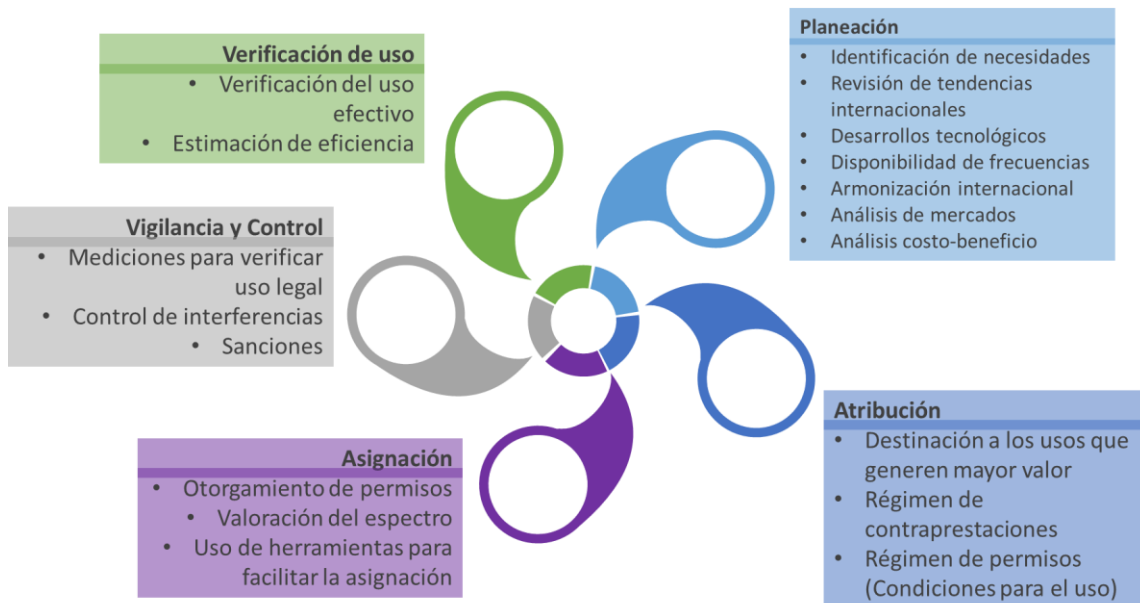 Verificación de uso
• Verificación del uso
efectivo
• Estimación de eficiencia
Planeación
• Identificación de necesidades
• Revisión de tendencias
internacionales
• Desarrollos tecnológicos
• Disponibilidad de frecuencias
• Armonización internacional
• Análisis de mercados
• Análisis costo-beneficio
Vigilancia y Control
• Mediciones para verificar
uso legal
• Control de interferencias
• Sanciones
Atribución
• Destinación a los usos que
generen mayor valor
• Régimen de
contraprestaciones
• Régimen de permisos
(Condiciones para el uso)
Asignación
• Otorgamiento de permisos
• Valoración del espectro
• Uso de herramientas para
facilitar la asignación